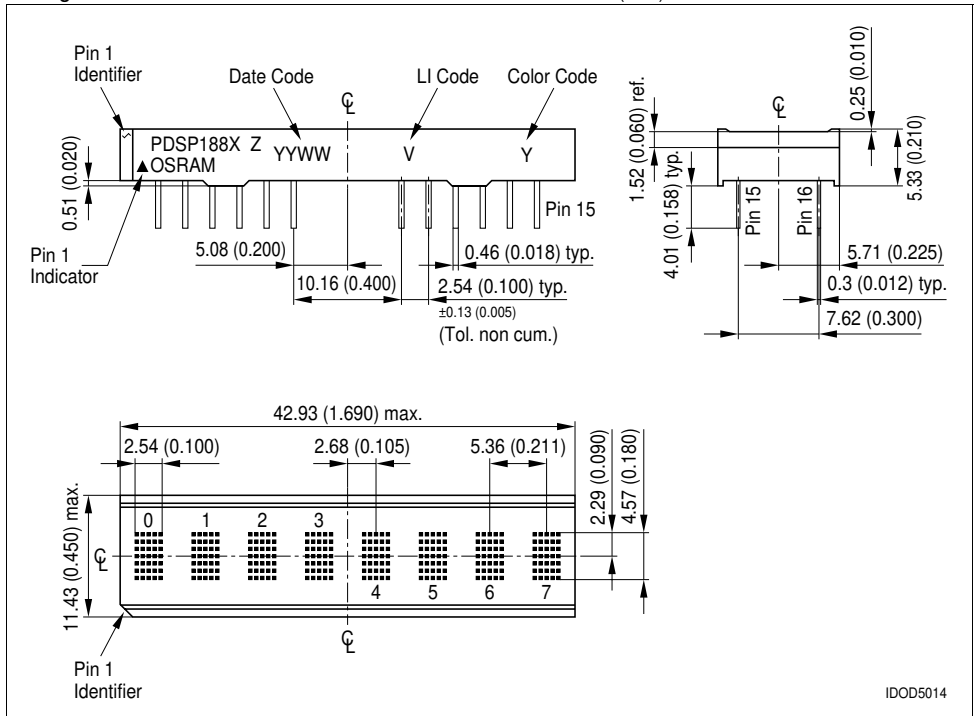 Pin 1
Identifier
Date Code
LI Code
Color Code
PDSP188X Z
▲OSRAM
YYWW
V
Y
0.51 (0.020)
Pin 1
Indicator
Pin 15
5.08 (0.200)
10.16 (0.400)
0.46 (0.018) typ.
2.54 (0.100) typ.
±0.13 (0.005)
(Tol. non cum.)
1.52 (0.060) ref.
0.25 (0.010)
5.33 (0.210)
4.01 (0.158) typ.
Pin 15
Pin 16
5.71 (0.225)
0.3 (0.012) typ.
7.62 (0.300)
42.93 (1.690) max.
2.54 (0.100)
2.68 (0.105)
5.36 (0.211)
2.29 (0.090)
4.57 (0.180)
11.43 (0.450) max.
0 1 2 3
4 5 6 7
Pin 1
Identifier
IDOD5014